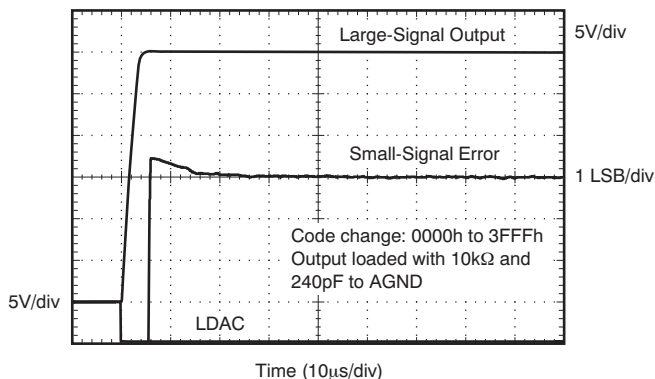 Large-Signal Output
5V/div
Small-Signal Error
1 LSB/div
Code change: 0000h to 3FFFh
Output loaded with 10kΩ and
240pF to AGND
5V/div
LDAC
Time (10μs/div)